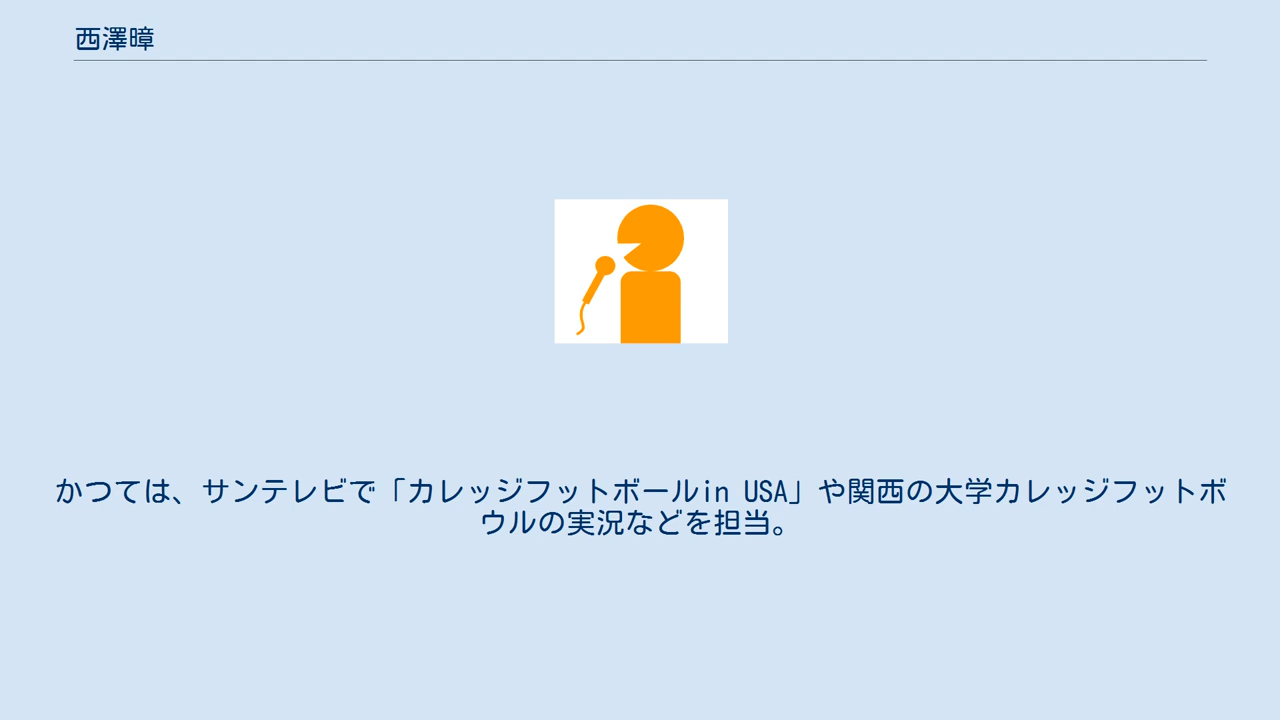 西澤暲
かつては、サンテレビで「カレッジフットボールin USA」や関西の大学カレッジフットボ
ウルの実況などを担当。